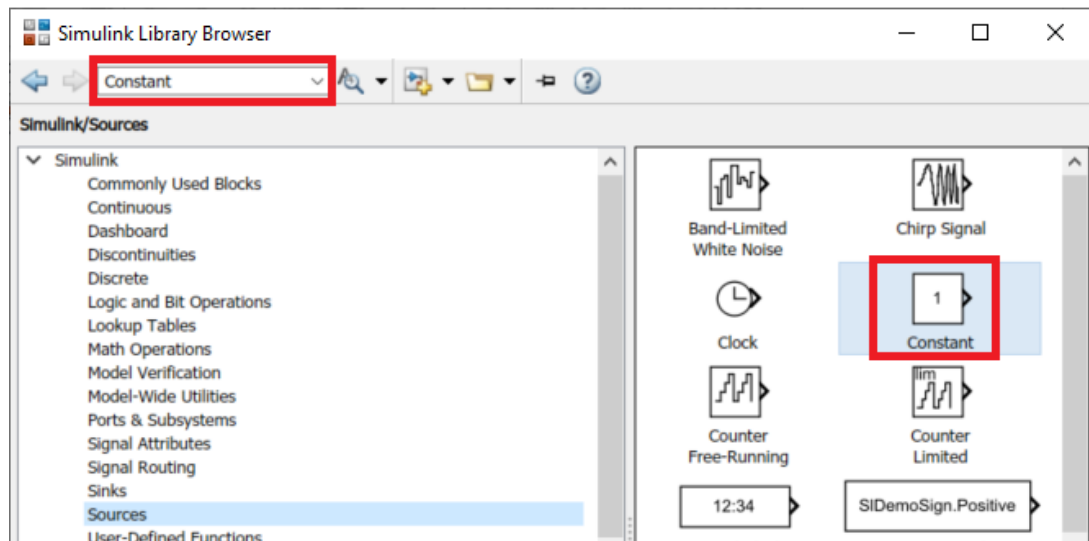 Simulink Library Browser
Constant
Simulink/Sources
Simulink
Commonly Used Blocks
Continuous
Dashboard
Discontinuities
Discrete
Logic and Bit Operations
Lookup Tables
Math Operations
Model Verification
Model-Wide Utilities
Ports & Subsystems
Signal Attributes
Signal Routing
Sinks
Sources
User-Defined Functions
Band-Limited
White Noise
Chirp Signal
Clock
1
Constant
Counter
Free-Running
lim
Counter
Limited
12:34
SlDemoSign.Positive